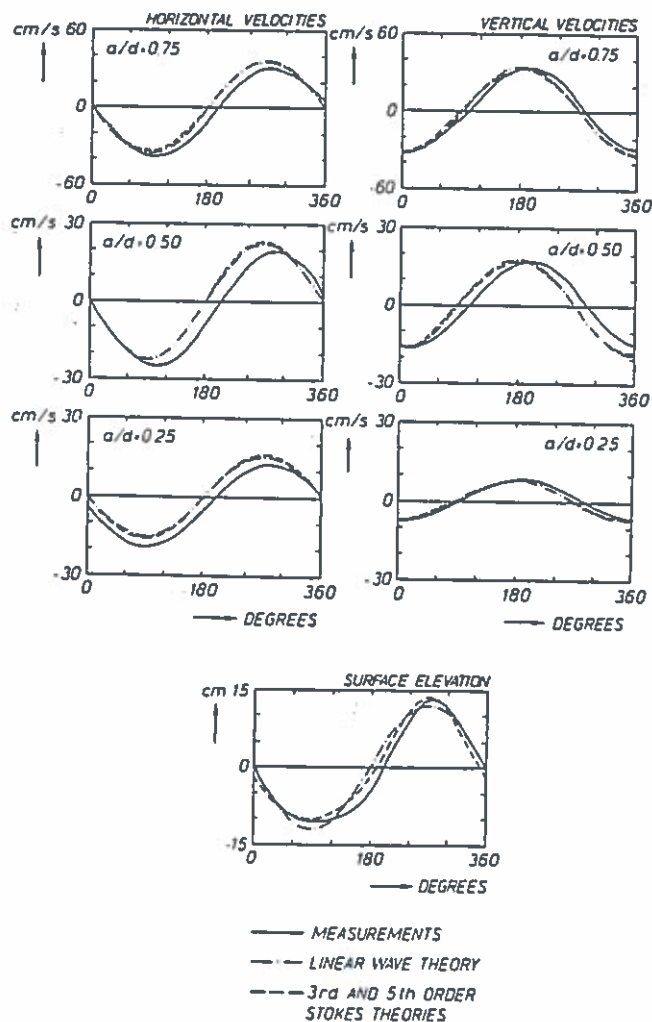 HORIZONTAL VELOCITIES
cm/s
60
a/d=0.75
0
-60
0
180
360
VERTICAL VELOCITIES
cm/s
60
a/d=0.75
0
-60
0
180
360
cm/s
30
a/d=0.50
0
-30
0
180
360
cm/s
30
a/d=0.50
0
-30
0
180
360
cm/s
30
a/d=0.25
0
-30
0
180
360
DEGREES
cm/s
30
a/d=0.25
0
-30
0
180
360
DEGREES
SURFACE ELEVATION
cm
15
0
-15
0
180
360
DEGREES
MEASUREMENTS
LINEAR WAVE THEORY
3rd AND 5th ORDER
STOKES THEORIES